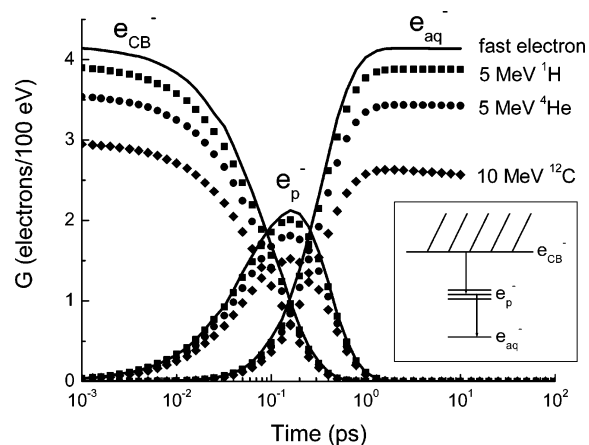 e_CB^-
e_aq^-
fast electron
5 MeV ^1H
5 MeV ^4He
10 MeV ^12C
e_p^-
e_CB^-
e_p^-
e_aq^-
G (electrons/100 eV)
4
3
2
1
0
10^-3 10^-2 10^-1 10^0 10^1 10^2
Time (ps)